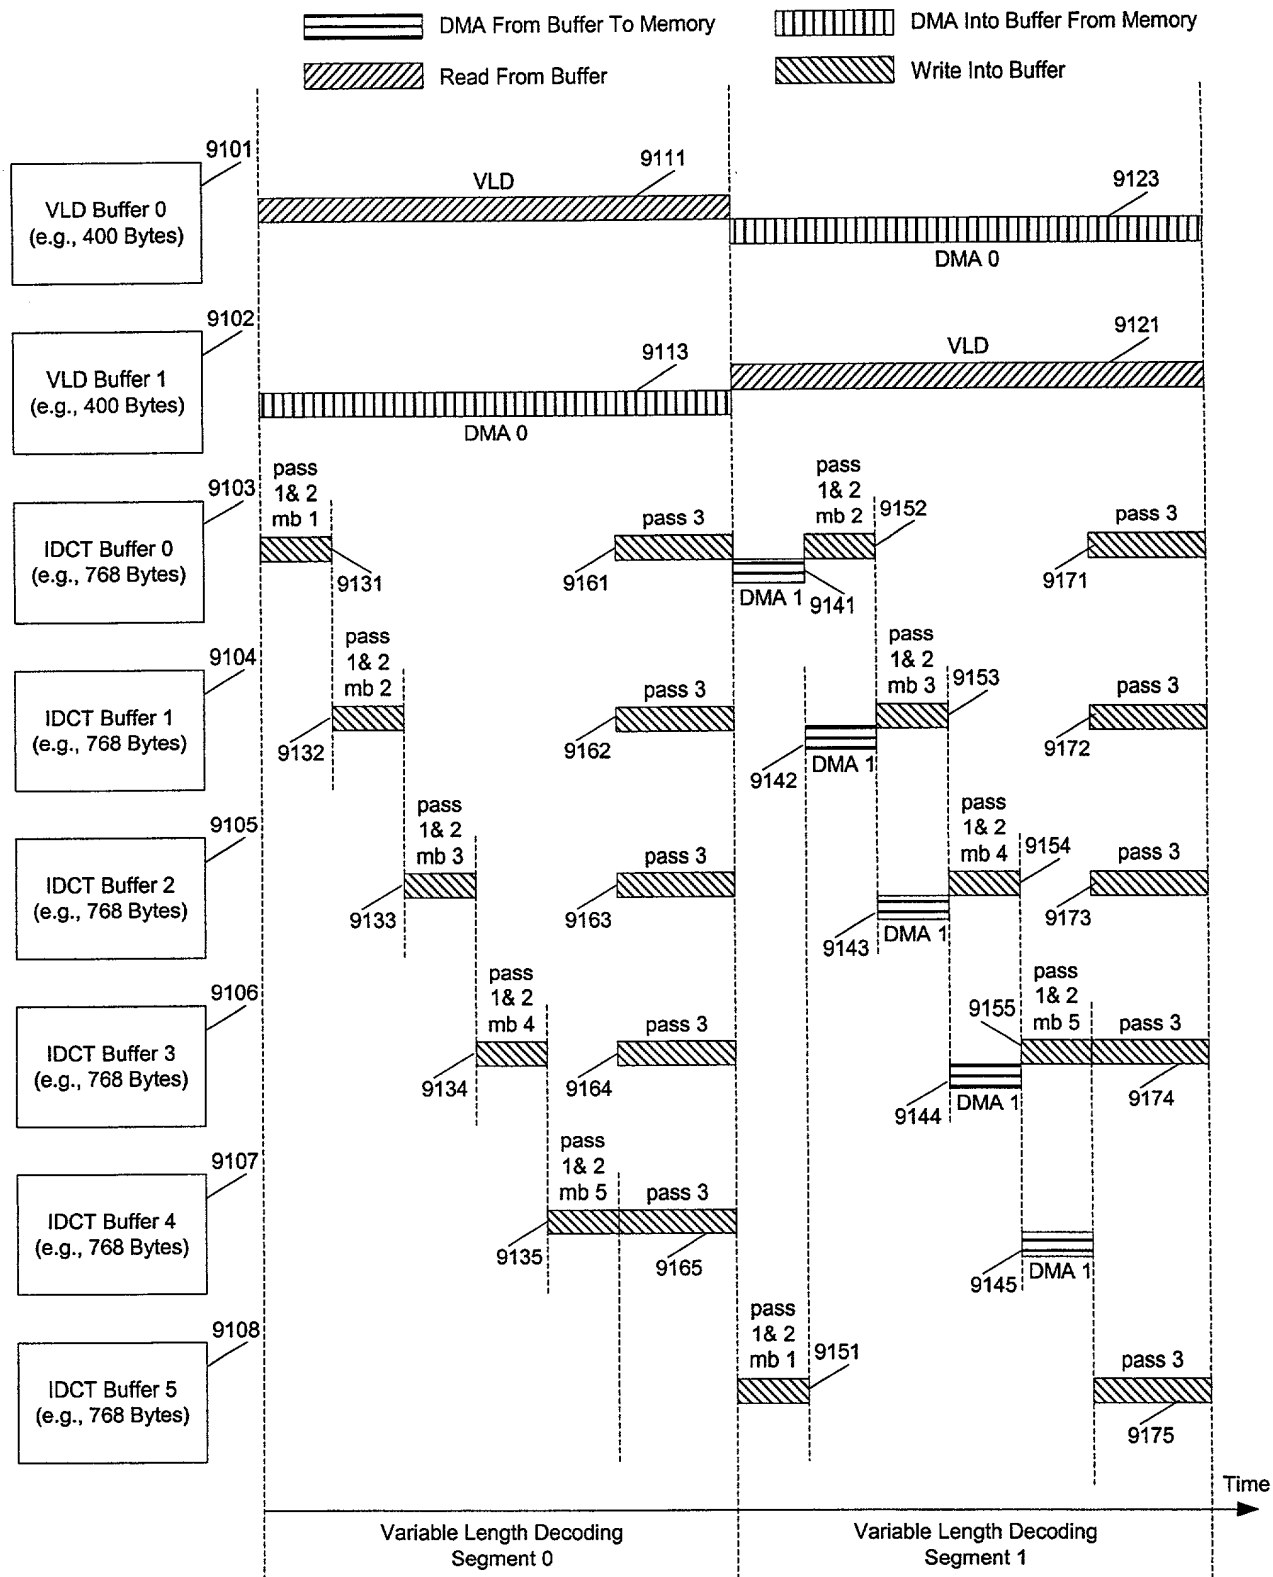 DMA From Buffer To Memory
DMA Into Buffer From Memory
Read From Buffer
Write Into Buffer
9101
VLD Buffer 0
(e.g., 400 Bytes)
VLD
9111
9123
DMA 0
9102
VLD Buffer 1
(e.g., 400 Bytes)
9113
DMA 0
VLD
9121
9103
IDCT Buffer 0
(e.g., 768 Bytes)
pass
1& 2
mb 1
9131
pass 3
9161
DMA 1
9141
pass
1& 2
mb 2
9152
pass 3
9171
9104
IDCT Buffer 1
(e.g., 768 Bytes)
pass
1& 2
mb 2
9132
pass 3
9162
9142
DMA 1
pass
1& 2
mb 3
9153
pass 3
9172
9105
IDCT Buffer 2
(e.g., 768 Bytes)
pass
1& 2
mb 3
9133
pass 3
9163
9143
DMA 1
pass
1& 2
mb 4
9154
pass 3
9173
9106
IDCT Buffer 3
(e.g., 768 Bytes)
pass
1& 2
mb 4
9134
pass 3
9164
9144
DMA 1
9155
pass
1& 2
mb 5
pass 3
9174
9107
IDCT Buffer 4
(e.g., 768 Bytes)
pass
1& 2
mb 5
9135
pass 3
9165
9145
DMA 1
9108
IDCT Buffer 5
(e.g., 768 Bytes)
pass
1& 2
mb 1
9151
pass 3
9175
Time
Variable Length Decoding
Segment 0
Variable Length Decoding
Segment 1